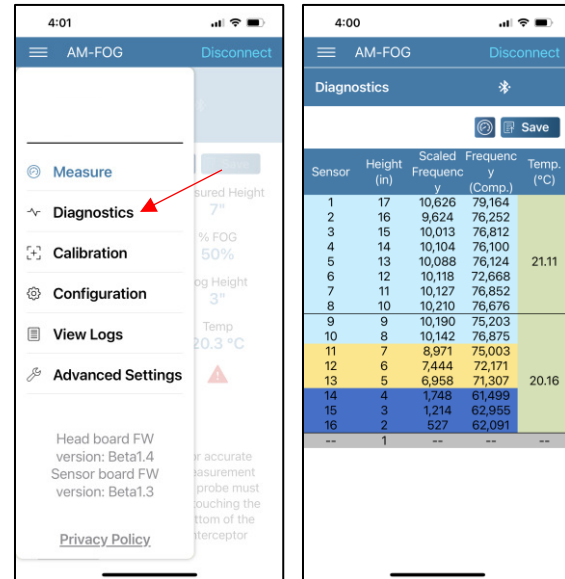 4:01
AM-FOG Disconnect
Measure
Diagnostics
Calibration
Configuration
View Logs
Advanced Settings
Head board FW
version: Beta1.4
Sensor board FW
version: Beta1.3
Privacy Policy
sured Height
7"
% FOG
50%
og Height
3"
Temp
20.3 °C
or accurate
easurement
probe must
touching the
ttom of the
nterceptor
4:00
AM-FOG Disconnect
Diagnostics
Save
Sensor Height (in) Scaled Frequenc y Frequenc y (Comp.) Temp. (°C)
1 17 10,626 79,164
2 16 9,624 76,252
3 15 10,013 76,812
4 14 10,104 76,100
5 13 10,088 76,124 21.11
6 12 10,118 72,668
7 11 10,127 76,852
8 10 10,210 76,676
9 9 10,190 75,203
10 8 10,142 76,875
11 7 8,971 75,003
12 6 7,444 72,171
13 5 6,958 71,307 20.16
14 4 1,748 61,499
15 3 1,214 62,955
16 2 527 62,091
-- 1 -- -- --